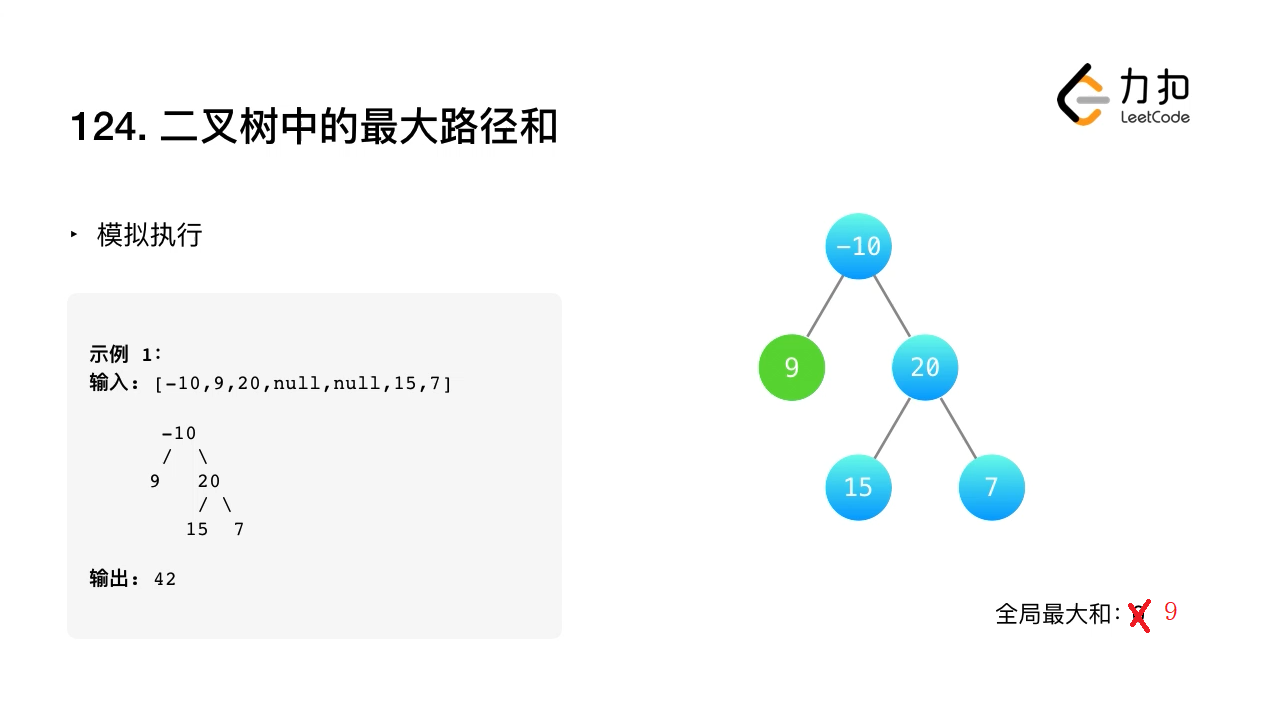 124. 二叉树中的最大路径和
力扣
LeetCode
‣ 模拟执行
示例 1:
输入: [-10,9,20,null,null,15,7]
-10
/ \
9 20
/ \
15 7
输出: 42
-10
9 20
15 7
全局最大和: 9